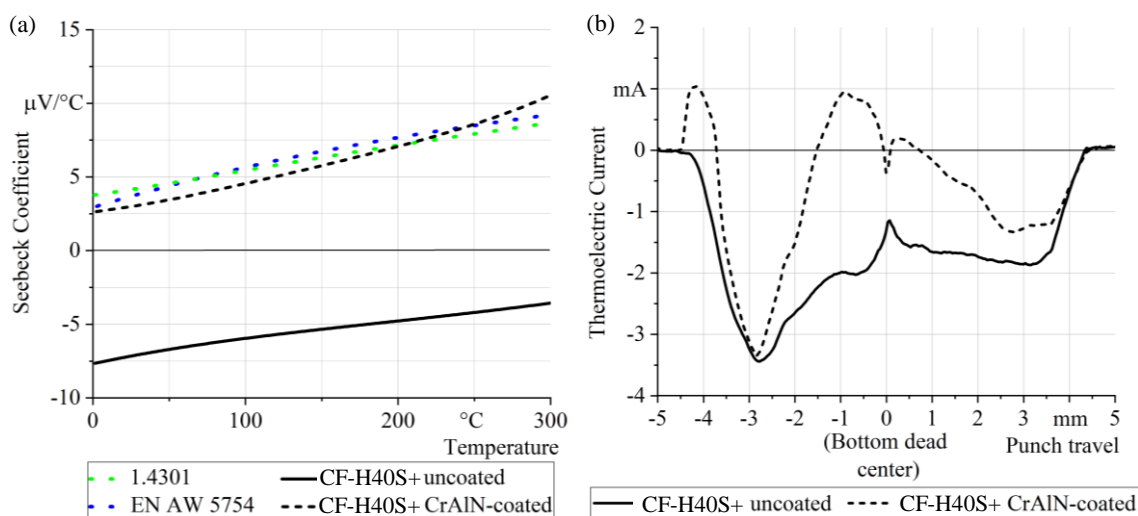 (a)
15
µV/°C
5
0
-5
-10
Seebeck Coefficient
0
100
200
°C
300
Temperature
1.4301
CF-H40S+ uncoated
EN AW 5754
CF-H40S+ CrAlN-coated
(b)
2
mA
0
-1
-2
-3
-4
Thermoelectric Current
-5
-4
-3
-2
-1
0
1
2
3
mm
5
(Bottom dead
center)
Punch travel
CF-H40S+ uncoated
CF-H40S+ CrAlN-coated